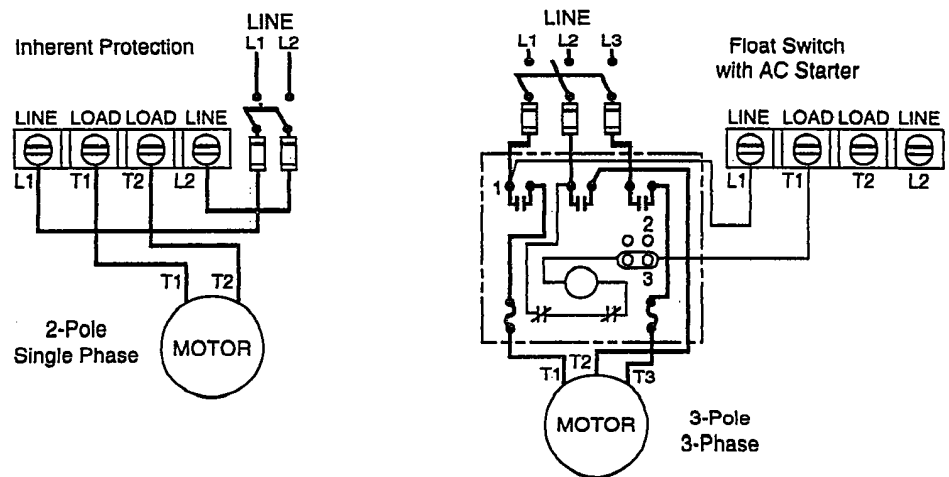 Inherent Protection
LINE
L1 L2
LINE LOAD LOAD LINE
L1 T1 T2 L2
T1 T2
2-Pole
Single Phase
MOTOR
LINE
L1 L2 L3
Float Switch
with AC Starter
LINE LOAD LOAD LINE
L1 T1 T2 L2
1
2
3
T1 T2 T3
MOTOR
3-Pole
3-Phase